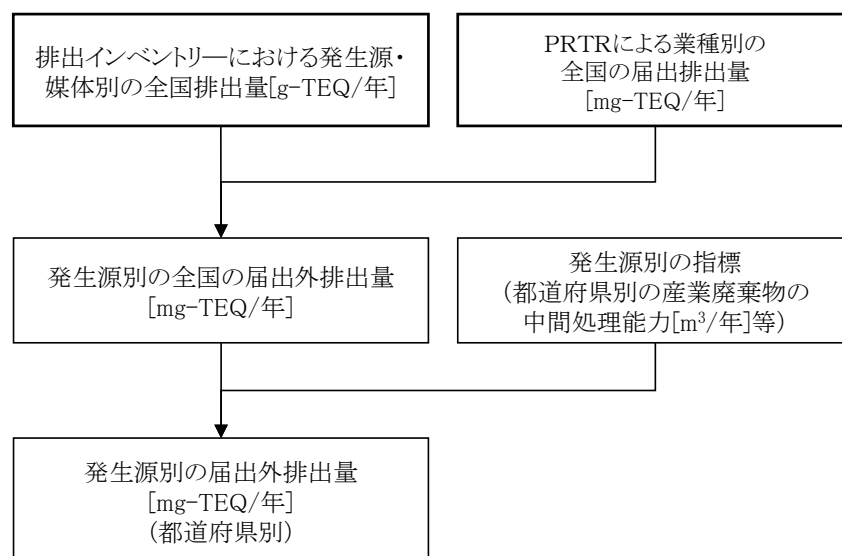 排出インベントリーにおける発生源・
媒体別の全国排出量[g-TEQ/年]
PRTRによる業種別の
全国の届出排出量
[mg-TEQ/年]
発生源別の全国の届出外排出量
[mg-TEQ/年]
発生源別の指標
(都道府県別の産業廃棄物の
中間処理能力[m³/年]等)
発生源別の届出外排出量
[mg-TEQ/年]
(都道府県別)